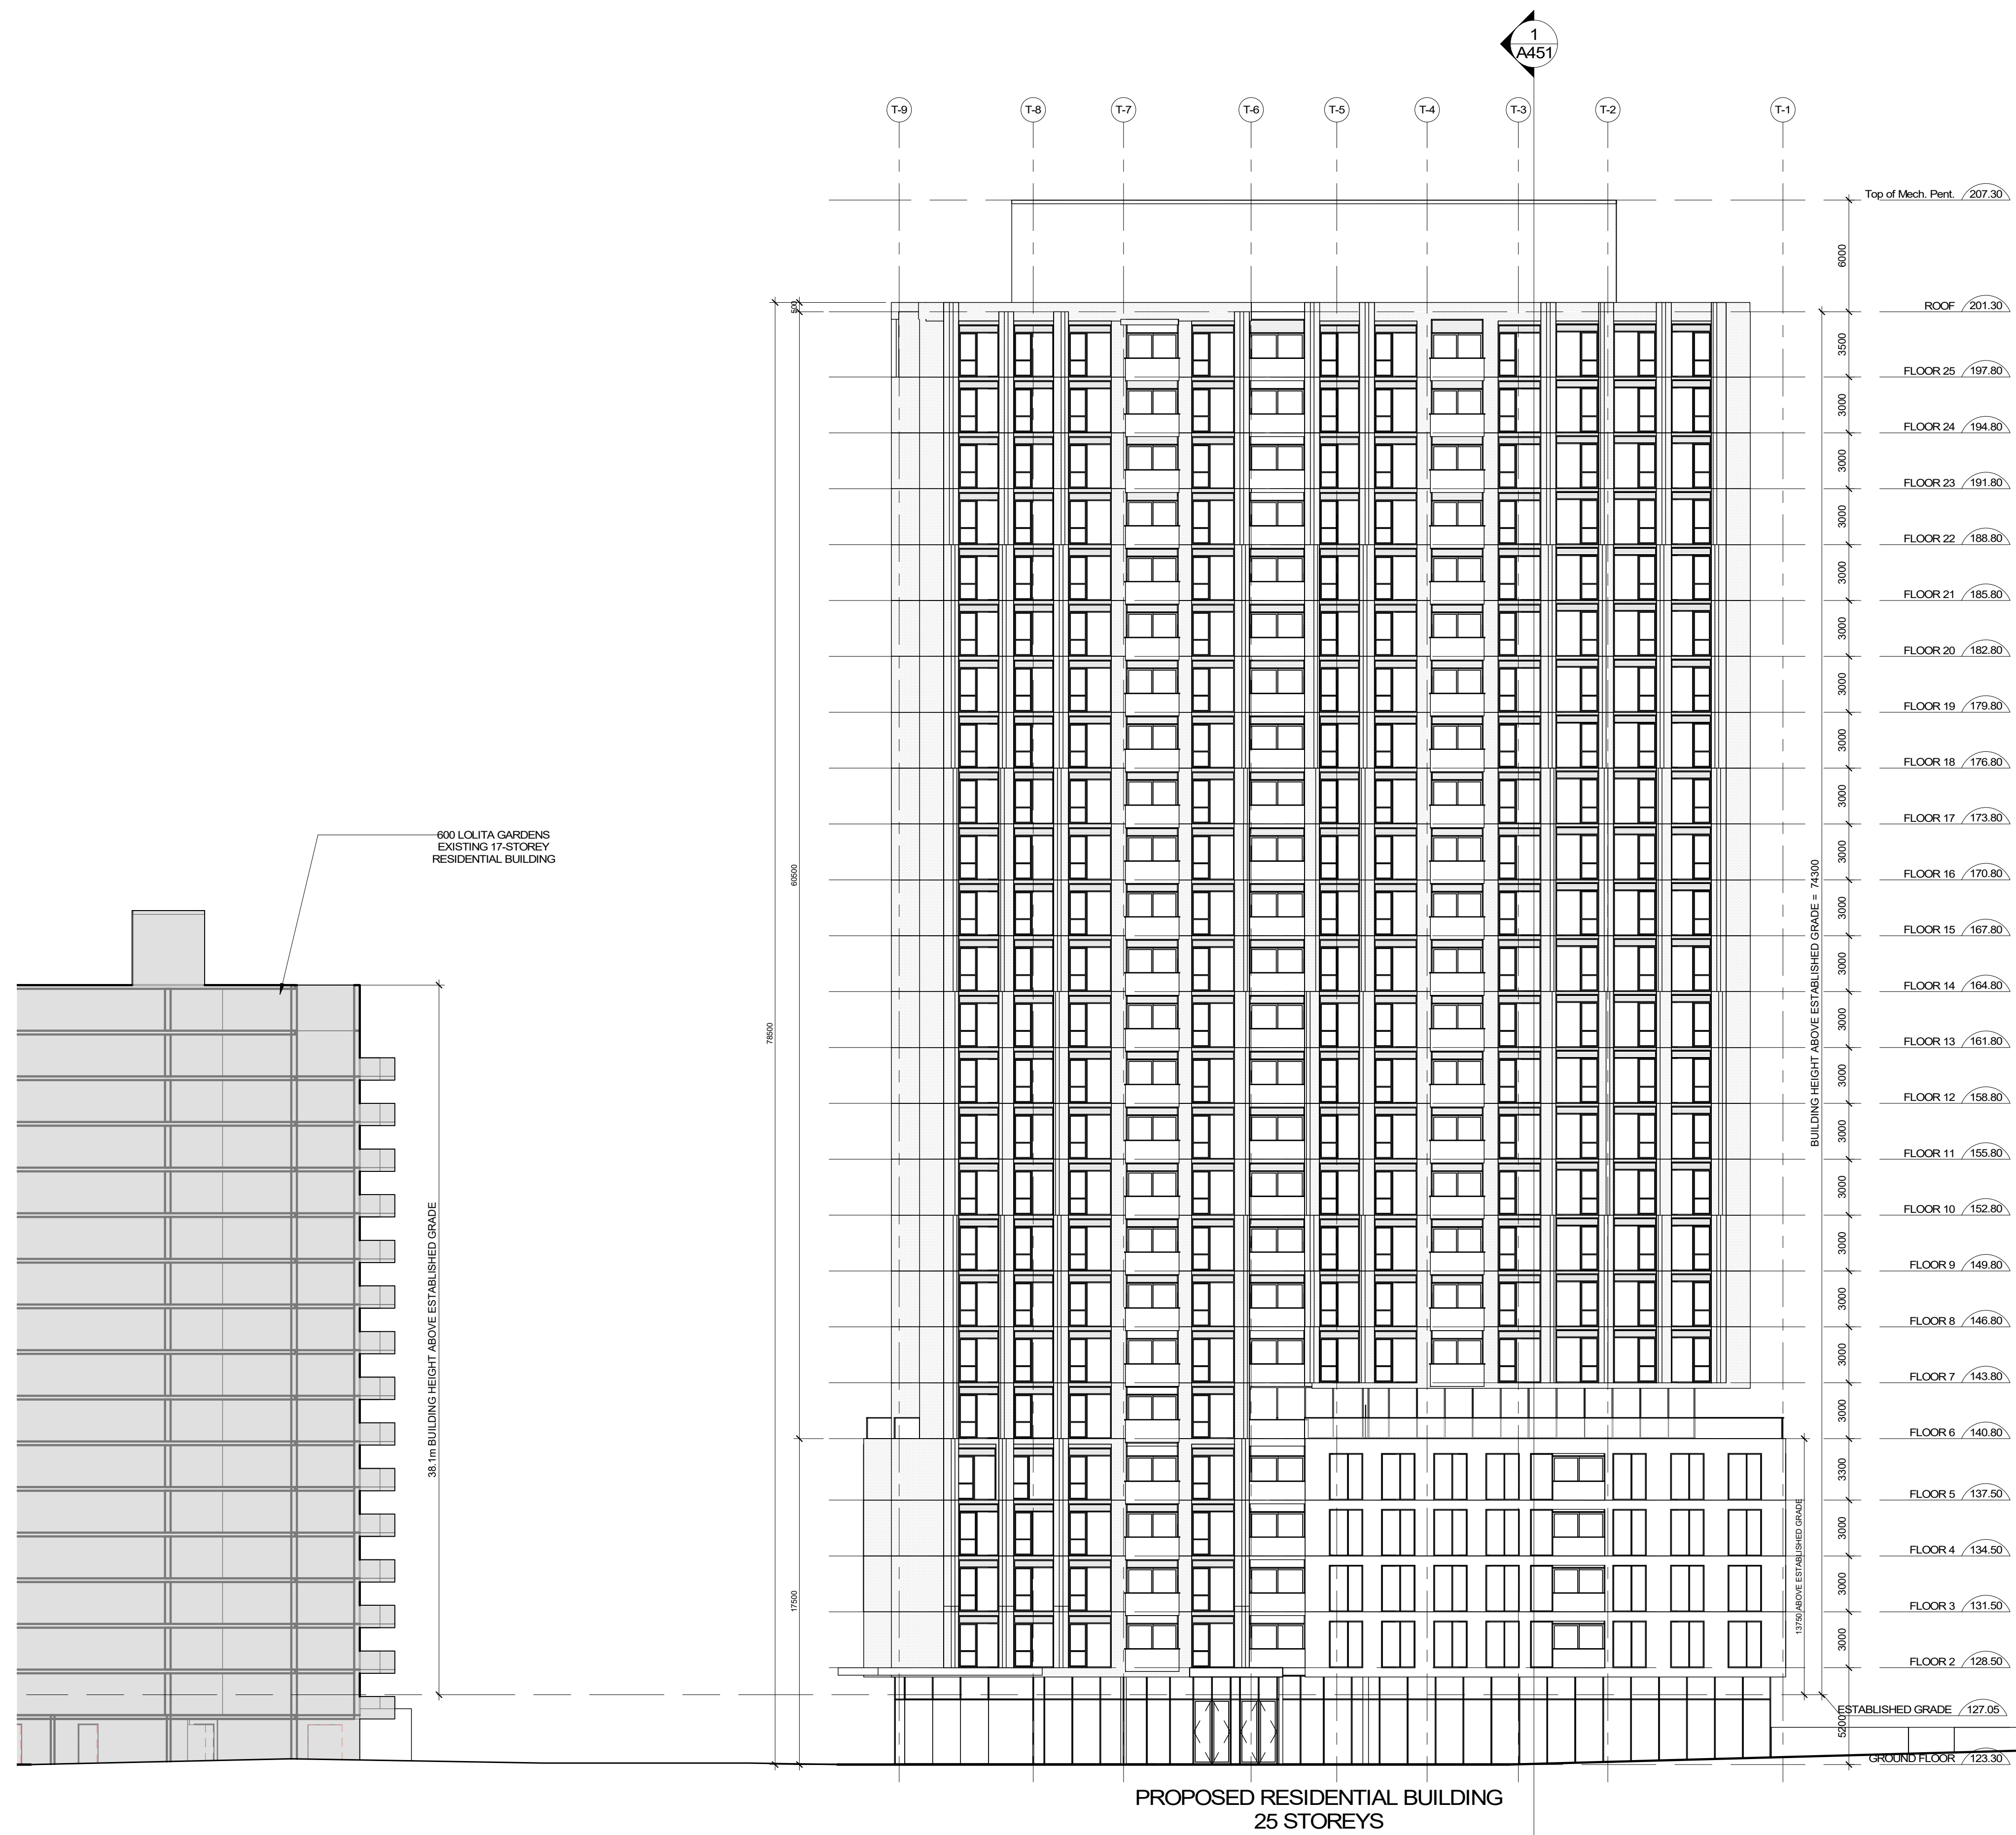 1
A451
T-9
T-8
T-7
T-6
T-5
T-4
T-3
T-2
T-1
Top of Mech. Pent. 207.30
6000
500
ROOF 201.30
3500
FLOOR 25 197.80
3000
FLOOR 24 194.80
3000
FLOOR 23 191.80
3000
FLOOR 22 188.80
3000
FLOOR 21 185.80
3000
FLOOR 20 182.80
3000
FLOOR 19 179.80
3000
FLOOR 18 176.80
3000
FLOOR 17 173.80
3000
FLOOR 16 170.80
3000
FLOOR 15 167.80
3000
FLOOR 14 164.80
3000
FLOOR 13 161.80
3000
FLOOR 12 158.80
3000
FLOOR 11 155.80
3000
FLOOR 10 152.80
3000
FLOOR 9 149.80
3000
FLOOR 8 146.80
3000
FLOOR 7 143.80
3000
FLOOR 6 140.80
3300
FLOOR 5 137.50
3000
FLOOR 4 134.50
3000
FLOOR 3 131.50
3000
FLOOR 2 128.50
ESTABLISHED GRADE 127.05
5200
GROUND FLOOR 123.30
600 LOLITA GARDENS
EXISTING 17-STOREY
RESIDENTIAL BUILDING
38.1m BUILDING HEIGHT ABOVE ESTABLISHED GRADE
78500
60500
17500
BUILDING HEIGHT ABOVE ESTABLISHED GRADE = 74300
13750 ABOVE ESTABLISHED GRADE
PROPOSED RESIDENTIAL BUILDING
25 STOREYS